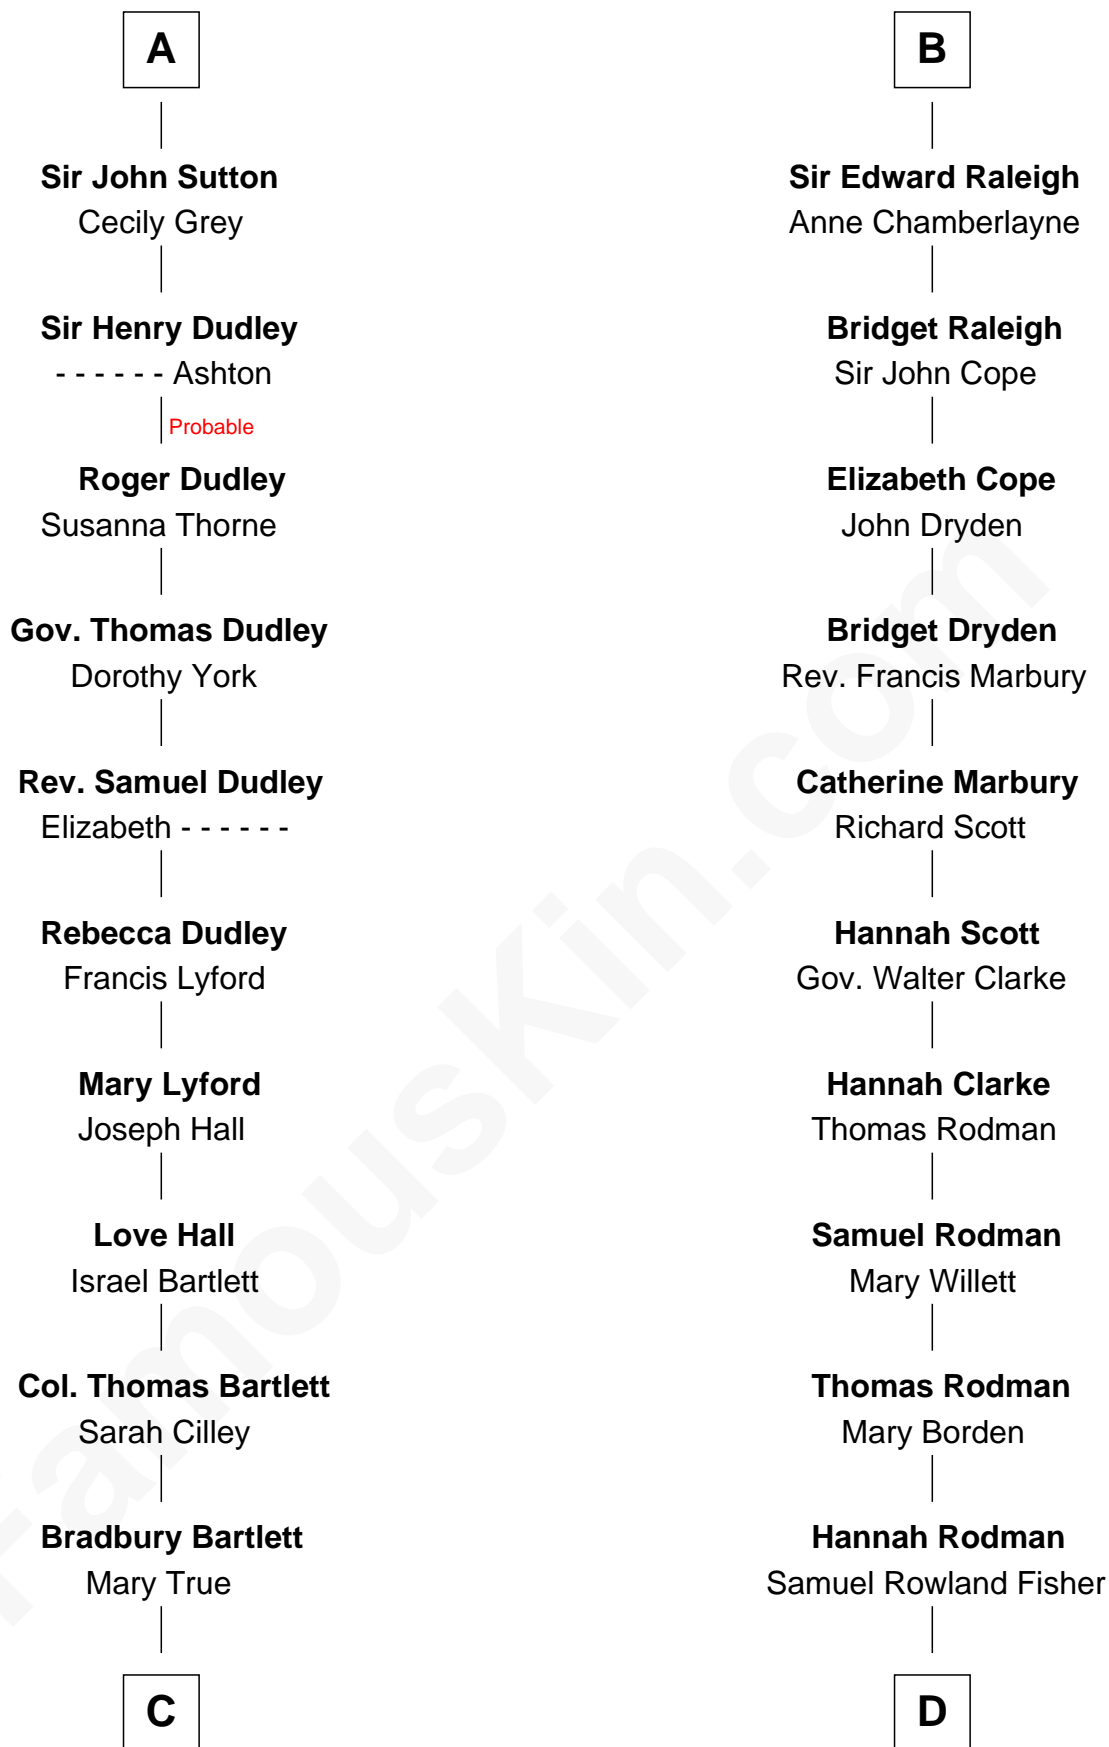 A
Sir John Sutton
Cecily Grey
Sir Henry Dudley
- - - - - - Ashton
Probable
Roger Dudley
Susanna Thorne
Gov. Thomas Dudley
Dorothy York
Rev. Samuel Dudley
Elizabeth - - - - - -
Rebecca Dudley
Francis Lyford
Mary Lyford
Joseph Hall
Love Hall
Israel Bartlett
Col. Thomas Bartlett
Sarah Cilley
Bradbury Bartlett
Mary True
C
B
Sir Edward Raleigh
Anne Chamberlayne
Bridget Raleigh
Sir John Cope
Elizabeth Cope
John Dryden
Bridget Dryden
Rev. Francis Marbury
Catherine Marbury
Richard Scott
Hannah Scott
Gov. Walter Clarke
Hannah Clarke
Thomas Rodman
Samuel Rodman
Mary Willett
Thomas Rodman
Mary Borden
Hannah Rodman
Samuel Rowland Fisher
D
FamousKin.com